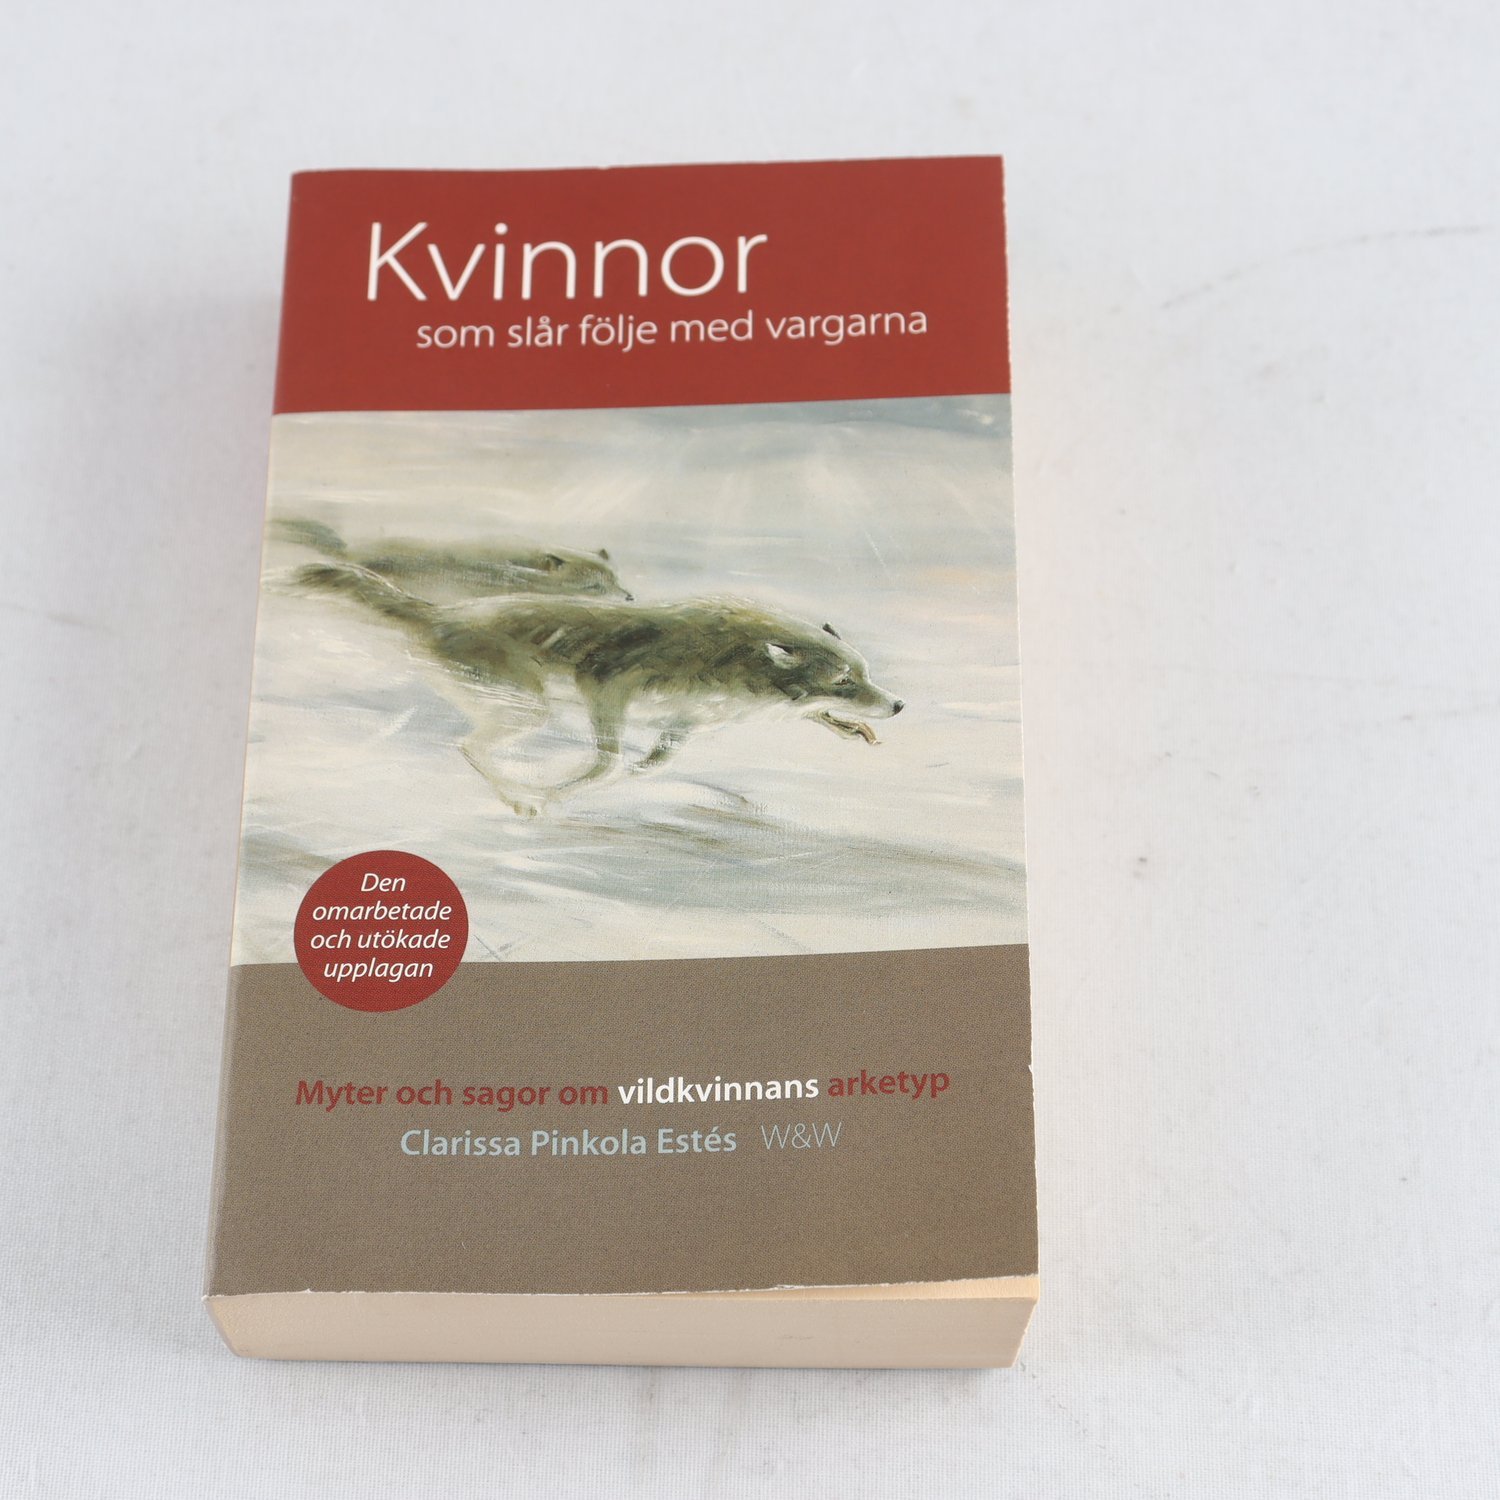 Kvinnor
som slår följe med vargarna
Den
omarbetade
och utökade
upplagan
Myter och sagor om vildkvinnans arketyp
Clarissa Pinkola Estés W&W